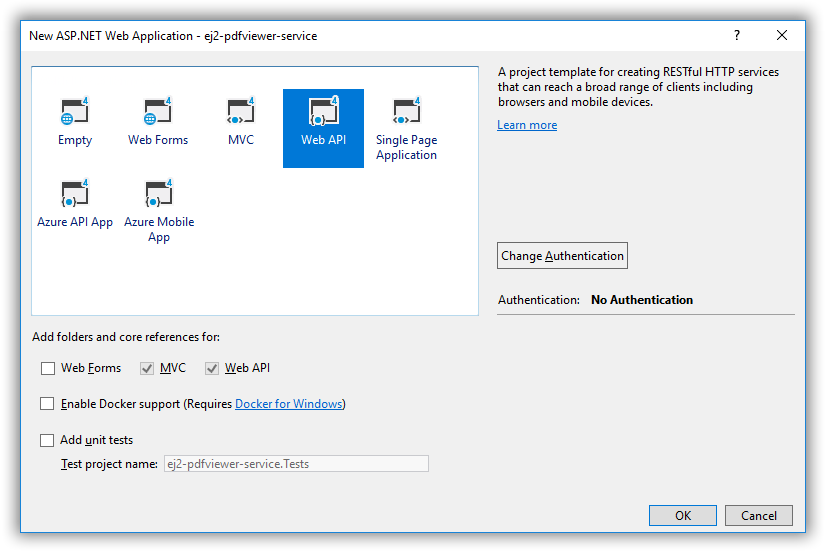 New ASP.NET Web Application - ej2-pdfviewer-service
?
4
4
4
4
4
Empty
Web Forms
MVC
Web API
Single Page
Application
4
4
Azure API App
Azure Mobile
App
A project template for creating RESTful HTTP services
that can reach a broad range of clients including
browsers and mobile devices.
Learn more
Change Authentication
Authentication: No Authentication
Add folders and core references for:
Web Forms
MVC
Web API
Enable Docker support (Requires Docker for Windows)
Add unit tests
Test project name: ej2-pdfviewer-service.Tests
OK
Cancel